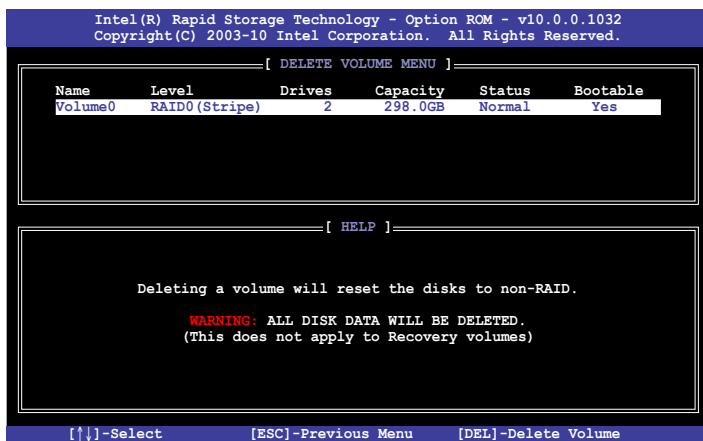 Intel(R) Rapid Storage Technology - Option ROM - v10.0.0.1032
Copyright(C) 2003-10 Intel Corporation. All Rights Reserved.
[ DELETE VOLUME MENU ]
Name Level Drives Capacity Status Bootable
Volume0 RAID0(Stripe) 2 298.0GB Normal Yes
[ HELP ]
Deleting a volume will reset the disks to non-RAID.
WARNING: ALL DISK DATA WILL BE DELETED.
(This does not apply to Recovery volumes)
[↑↓]-Select [ESC]-Previous Menu [DEL]-Delete Volume